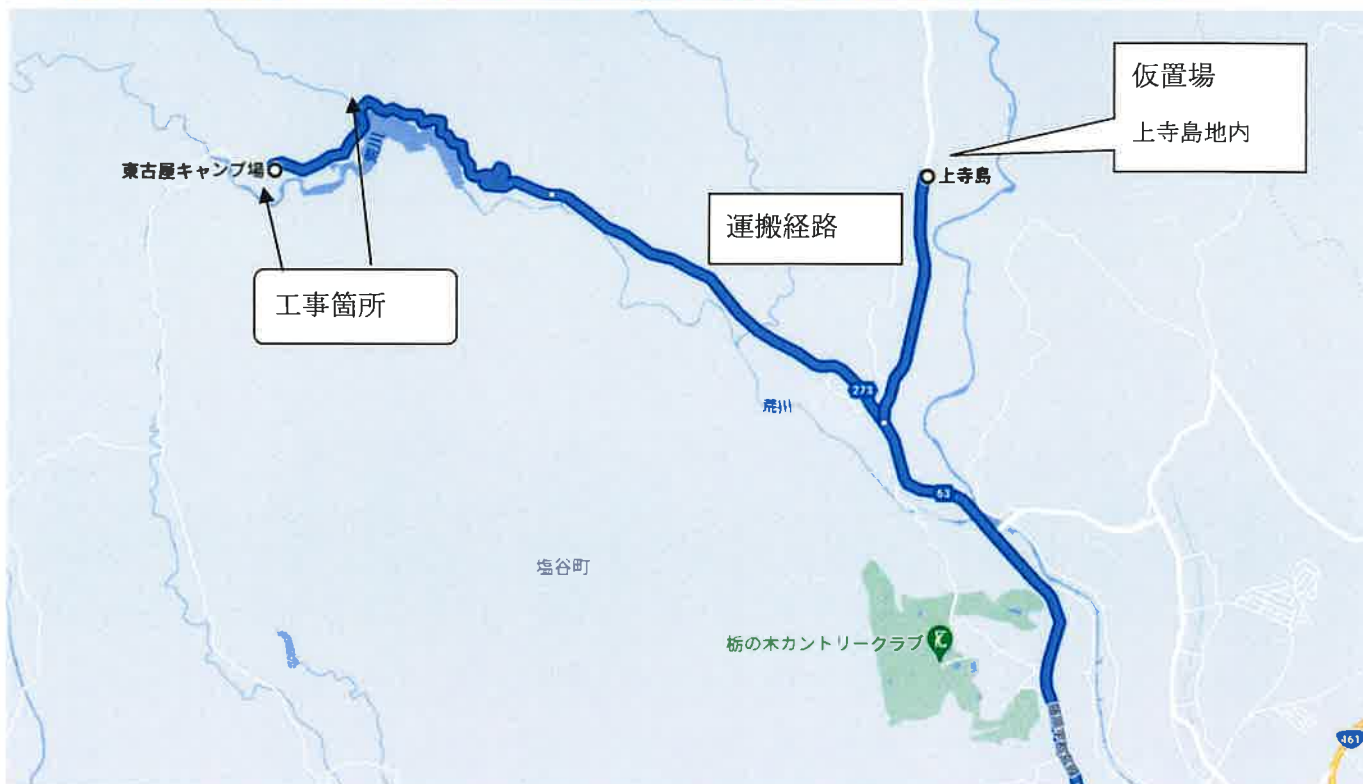 仮置場
上寺島地内
東古屋キャンプ場
上寺島
運搬経路
工事箇所
273
荒川
63
塩谷町
栃の木カントリークラブ
461